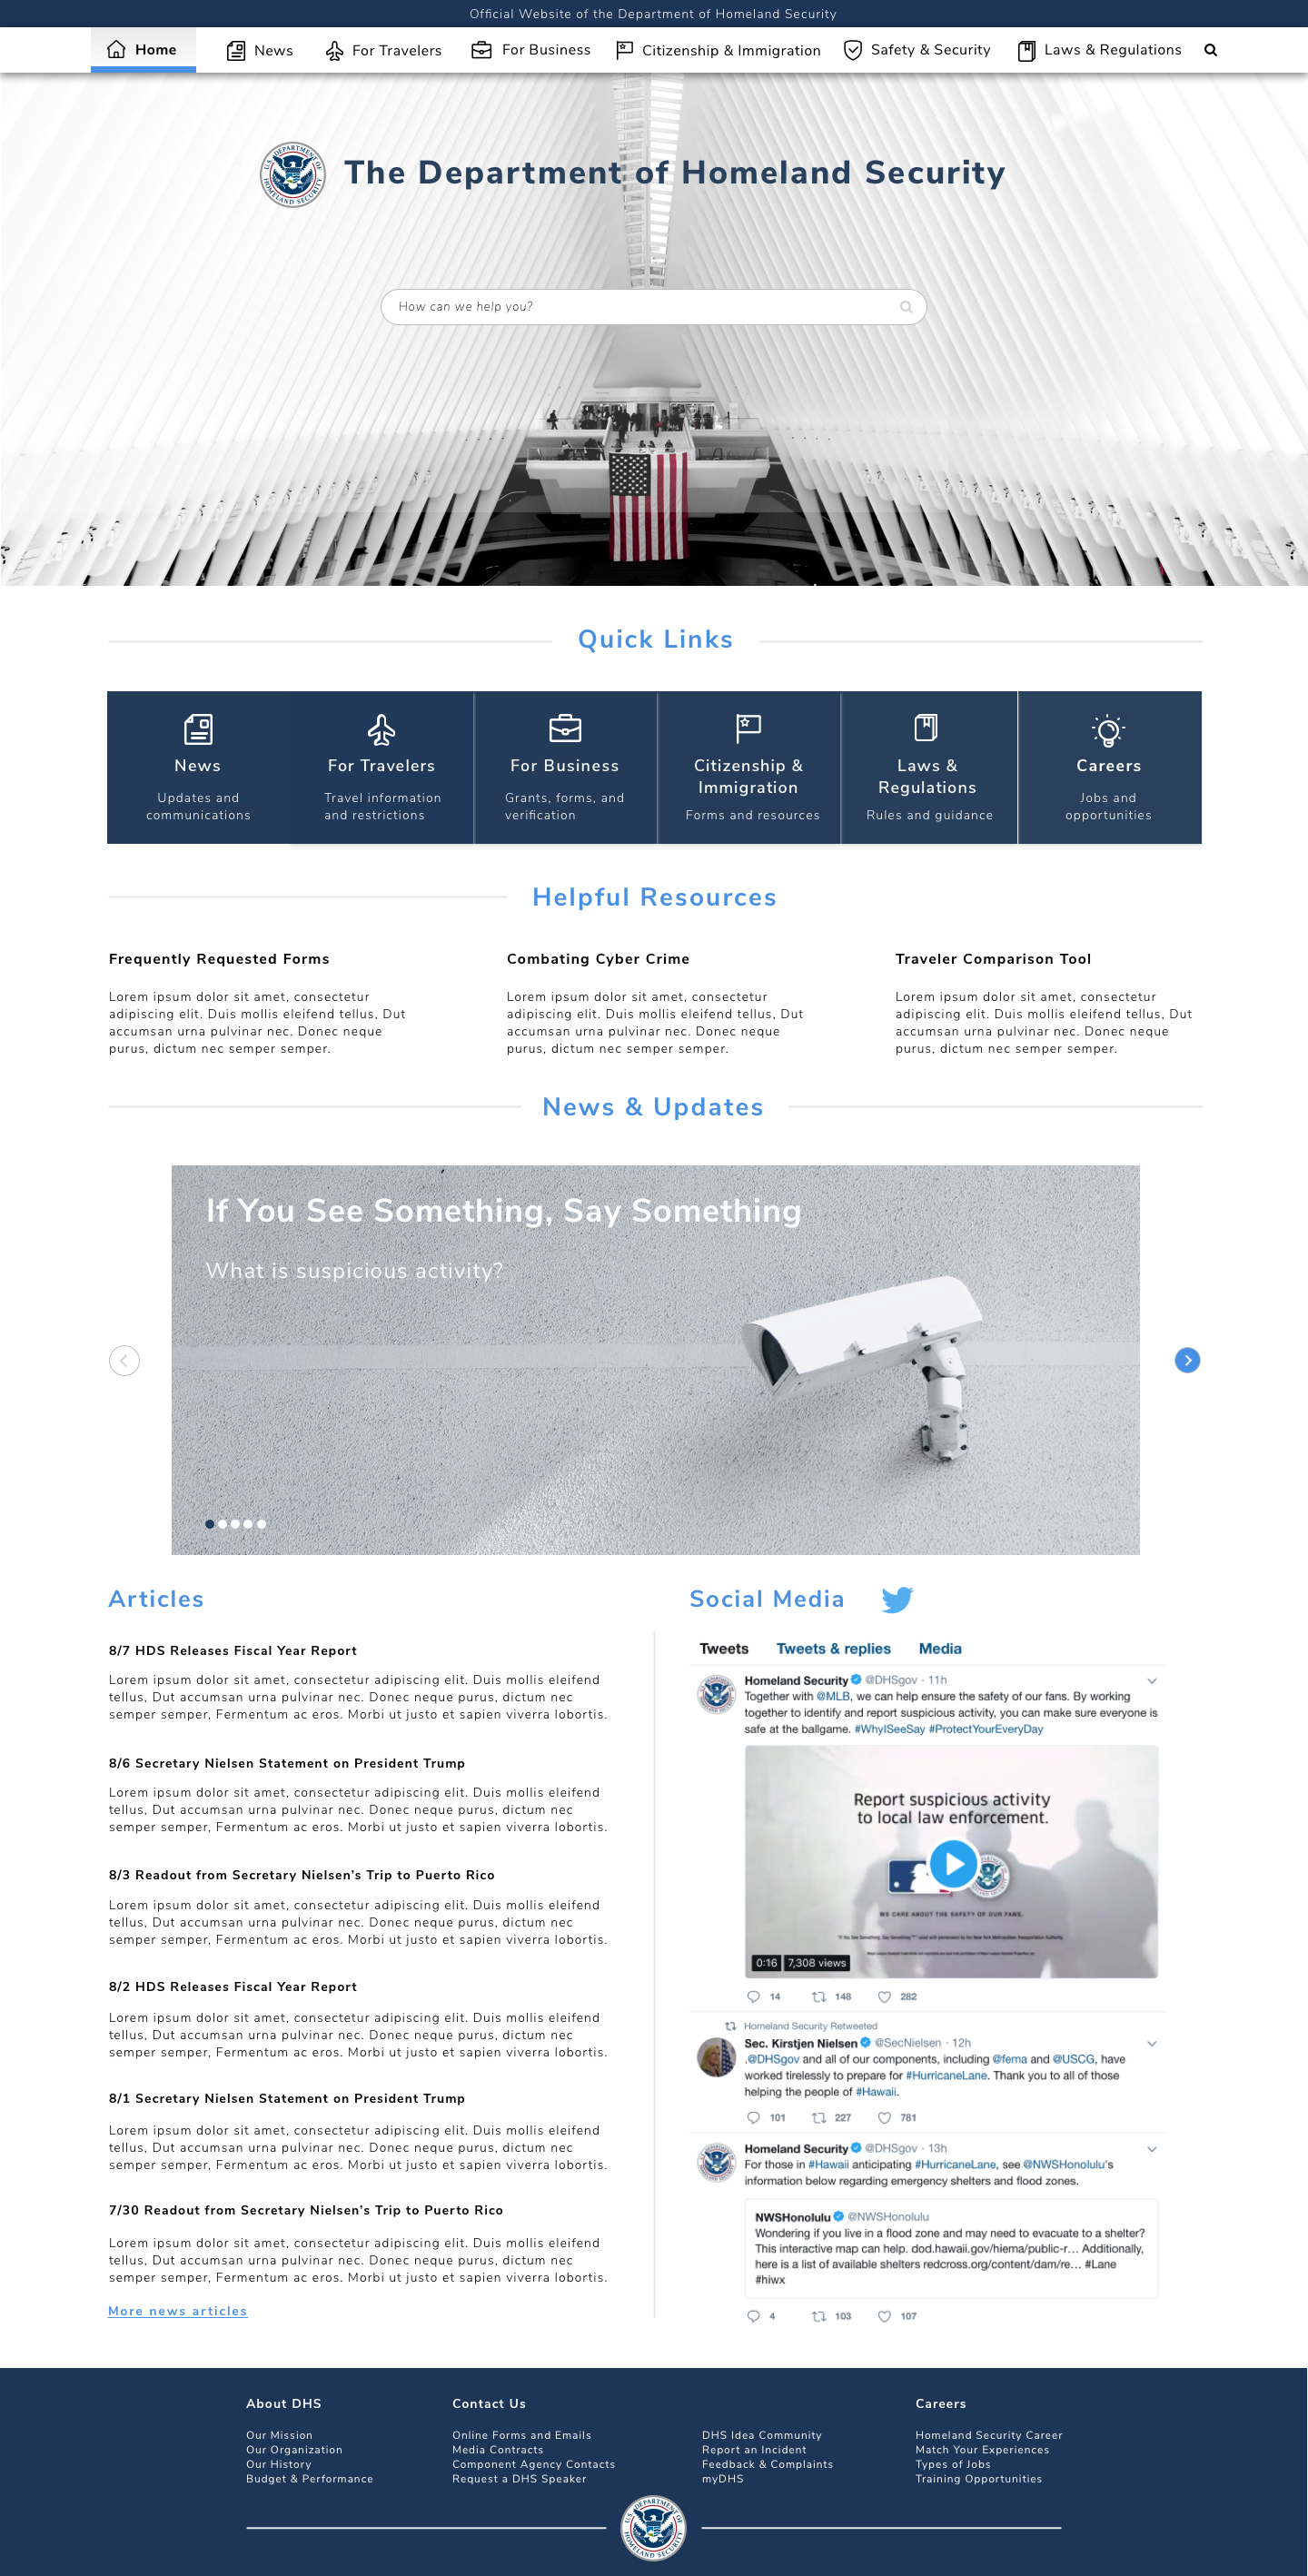 Official Website of the Department of Homeland Security
Home
News
For Travelers
For Business
Citizenship & Immigration
Safety & Security
Laws & Regulations
The Department of Homeland Security
How can we help you?
Quick Links
News
Updates and
communications
For Travelers
Travel information
and restrictions
For Business
Grants, forms, and
verification
Citizenship &
Immigration
Forms and resources
Laws &
Regulations
Rules and guidance
Careers
Jobs and
opportunities
Helpful Resources
Frequently Requested Forms
Lorem ipsum dolor sit amet, consectetur
adipiscing elit. Duis mollis eleifend tellus, Dut
accumsan urna pulvinar nec. Donec neque
purus, dictum nec semper semper.
Combating Cyber Crime
Lorem ipsum dolor sit amet, consectetur
adipiscing elit. Duis mollis eleifend tellus, Dut
accumsan urna pulvinar nec. Donec neque
purus, dictum nec semper semper.
Traveler Comparison Tool
Lorem ipsum dolor sit amet, consectetur
adipiscing elit. Duis mollis eleifend tellus, Dut
accumsan urna pulvinar nec. Donec neque
purus, dictum nec semper semper.
News & Updates
If You See Something, Say Something
What is suspicious activity?
Articles
8/7 HDS Releases Fiscal Year Report
Lorem ipsum dolor sit amet, consectetur adipiscing elit. Duis mollis eleifend
tellus, Dut accumsan urna pulvinar nec. Donec neque purus, dictum nec
semper semper, Fermentum ac eros. Morbi ut justo et sapien viverra lobortis.
8/6 Secretary Nielsen Statement on President Trump
Lorem ipsum dolor sit amet, consectetur adipiscing elit. Duis mollis eleifend
tellus, Dut accumsan urna pulvinar nec. Donec neque purus, dictum nec
semper semper, Fermentum ac eros. Morbi ut justo et sapien viverra lobortis.
8/3 Readout from Secretary Nielsen's Trip to Puerto Rico
Lorem ipsum dolor sit amet, consectetur adipiscing elit. Duis mollis eleifend
tellus, Dut accumsan urna pulvinar nec. Donec neque purus, dictum nec
semper semper, Fermentum ac eros. Morbi ut justo et sapien viverra lobortis.
8/2 HDS Releases Fiscal Year Report
Lorem ipsum dolor sit amet, consectetur adipiscing elit. Duis mollis eleifend
tellus, Dut accumsan urna pulvinar nec. Donec neque purus, dictum nec
semper semper, Fermentum ac eros. Morbi ut justo et sapien viverra lobortis.
8/1 Secretary Nielsen Statement on President Trump
Lorem ipsum dolor sit amet, consectetur adipiscing elit. Duis mollis eleifend
tellus, Dut accumsan urna pulvinar nec. Donec neque purus, dictum nec
semper semper, Fermentum ac eros. Morbi ut justo et sapien viverra lobortis.
7/30 Readout from Secretary Nielsen's Trip to Puerto Rico
Lorem ipsum dolor sit amet, consectetur adipiscing elit. Duis mollis eleifend
tellus, Dut accumsan urna pulvinar nec. Donec neque purus, dictum nec
semper semper, Fermentum ac eros. Morbi ut justo et sapien viverra lobortis.
More news articles
Social Media
Tweets Tweets & replies Media
Homeland Security @DHSgov · 11h
Together with @MLB, we can help ensure the safety of our fans. By working
together to identify and report suspicious activity, you can make sure everyone is
safe at the ballgame. #WhyISeeSay #ProtectYourEveryDay
Report suspicious activity
to local law enforcement.
WE CARE ABOUT THE SAFETY OF OUR FANS.
0:16 7,308 views
14 148 282
Homeland Security Retweeted
Sec. Kirstjen Nielsen @SecNielsen · 12h
.@DHSgov and all of our components, including @fema and @USCG, have
worked tirelessly to prepare for #HurricaneLane. Thank you to all of those
helping the people of #Hawaii.
101 227 781
Homeland Security @DHSgov · 13h
For those in #Hawaii anticipating #HurricaneLane, see @NWSHonolulu's
information below regarding emergency shelters and flood zones.
NWSHonolulu @NWSHonolulu
Wondering if you live in a flood zone and may need to evacuate to a shelter?
This interactive map can help. dod.hawaii.gov/hiema/public-r... Additionally,
here is a list of available shelters redcross.org/content/dam/re... #Lane
#hiwx
4 103 107
About DHS
Our Mission
Our Organization
Our History
Budget & Performance
Contact Us
Online Forms and Emails
Media Contracts
Component Agency Contacts
Request a DHS Speaker
DHS Idea Community
Report an Incident
Feedback & Complaints
myDHS
Careers
Homeland Security Career
Match Your Experiences
Types of Jobs
Training Opportunities
U.S. DEPARTMENT OF
HOMELAND SECURITY